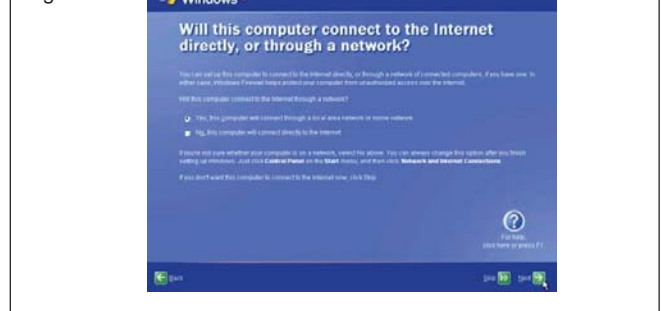 Windows
Will this computer connect to the Internet
directly, or through a network?
You can set up this computer to connect to the Internet directly, or through a network of connected computers, if you have one. In
either case, Windows Firewall helps protect your computer from unauthorized access over the Internet.
Will this computer connect to the Internet through a network?
Yes, this computer will connect through a local area network or home network
No, this computer will connect directly to the Internet
If you're not sure whether your computer is on a network, select No above. You can always change this option after you finish
setting up Windows. Just click Control Panel on the Start menu, and then click Network and Internet Connections.
If you don't want this computer to connect to the Internet now, click Skip.
?
For help,
click here or press F1.
Back
Skip
Next